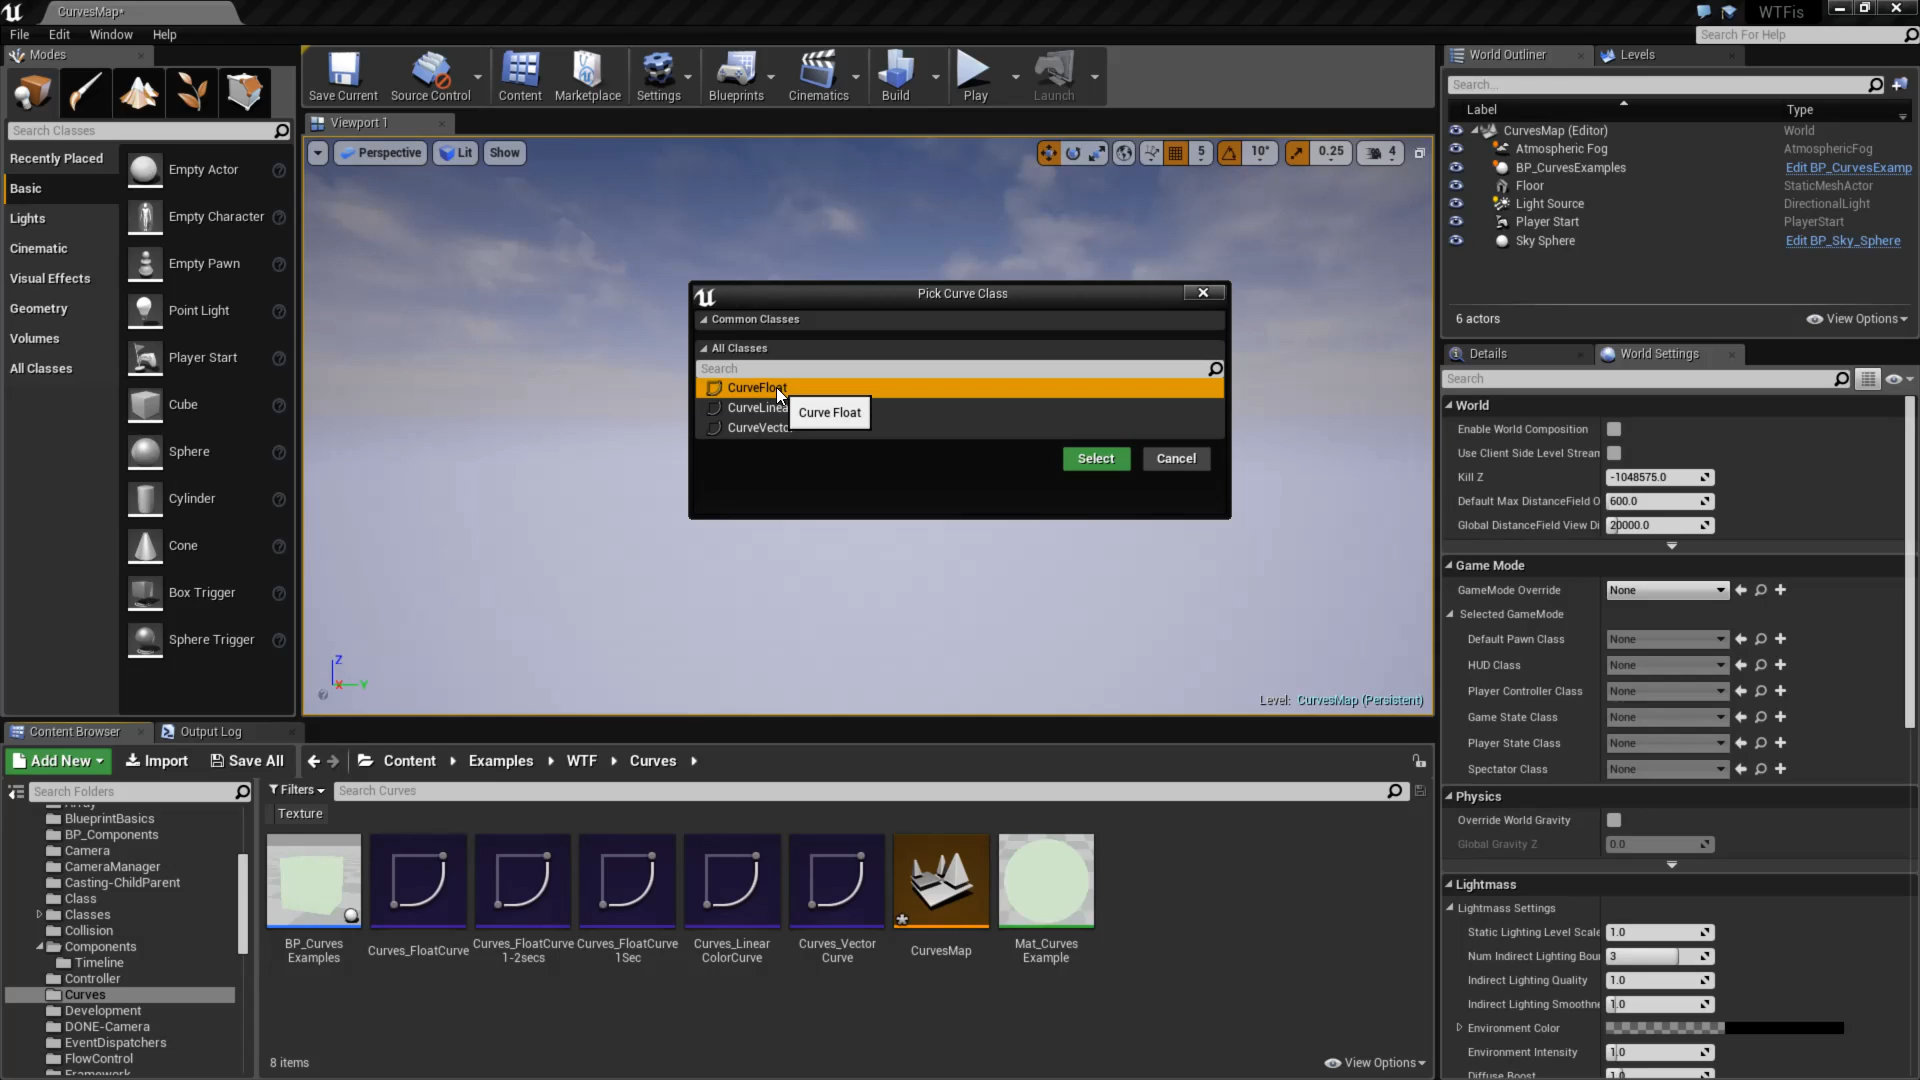 CurvesMap*
WTFis
File Edit Window Help
Search For Help
Modes
Save Current
Source Control
Content
Marketplace
Settings
Blueprints
Cinematics
Build
Play
Launch
Search Classes
Recently Placed
Basic
Lights
Cinematic
Visual Effects
Geometry
Volumes
All Classes
Empty Actor
Empty Character
Empty Pawn
Point Light
Player Start
Cube
Sphere
Cylinder
Cone
Box Trigger
Sphere Trigger
Viewport 1
Perspective Lit Show
5 10° 0.25 4
Pick Curve Class
Common Classes
All Classes
Search
CurveFloat
CurveLinea
CurveVecto
Curve Float
Select Cancel
Z
X Y
Level: CurvesMap (Persistent)
World Outliner Levels
Search...
Label Type
CurvesMap (Editor) World
Atmospheric Fog AtmosphericFog
BP_CurvesExamples Edit BP_CurvesExamp
Floor StaticMeshActor
Light Source DirectionalLight
Player Start PlayerStart
Sky Sphere Edit BP_Sky_Sphere
6 actors View Options
Details World Settings
Search
World
Enable World Composition
Use Client Side Level Stream
Kill Z -1048575.0
Default Max DistanceField O 600.0
Global DistanceField View Di 20000.0
Game Mode
GameMode Override None
Selected GameMode
Default Pawn Class None
HUD Class None
Player Controller Class None
Game State Class None
Player State Class None
Spectator Class None
Physics
Override World Gravity
Global Gravity Z 0.0
Lightmass
Lightmass Settings
Static Lighting Level Scale 1.0
Num Indirect Lighting Bou 3
Indirect Lighting Quality 1.0
Indirect Lighting Smoothne 1.0
Environment Color
Environment Intensity 1.0
Diffuse Boost 1.0
Content Browser Output Log
Add New Import Save All Content Examples WTF Curves
Search Folders
Filters Search Curves
Texture
Array
BlueprintBasics
BP_Components
Camera
CameraManager
Casting-ChildParent
Class
Classes
Collision
Components
Timeline
Controller
Curves
Development
DONE-Camera
EventDispatchers
FlowControl
Framework
BP_Curves
Examples
Curves_FloatCurve
Curves_FloatCurve
1-2secs
Curves_FloatCurve
1Sec
Curves_Linear
ColorCurve
Curves_Vector
Curve
CurvesMap
Mat_Curves
Example
8 items View Options